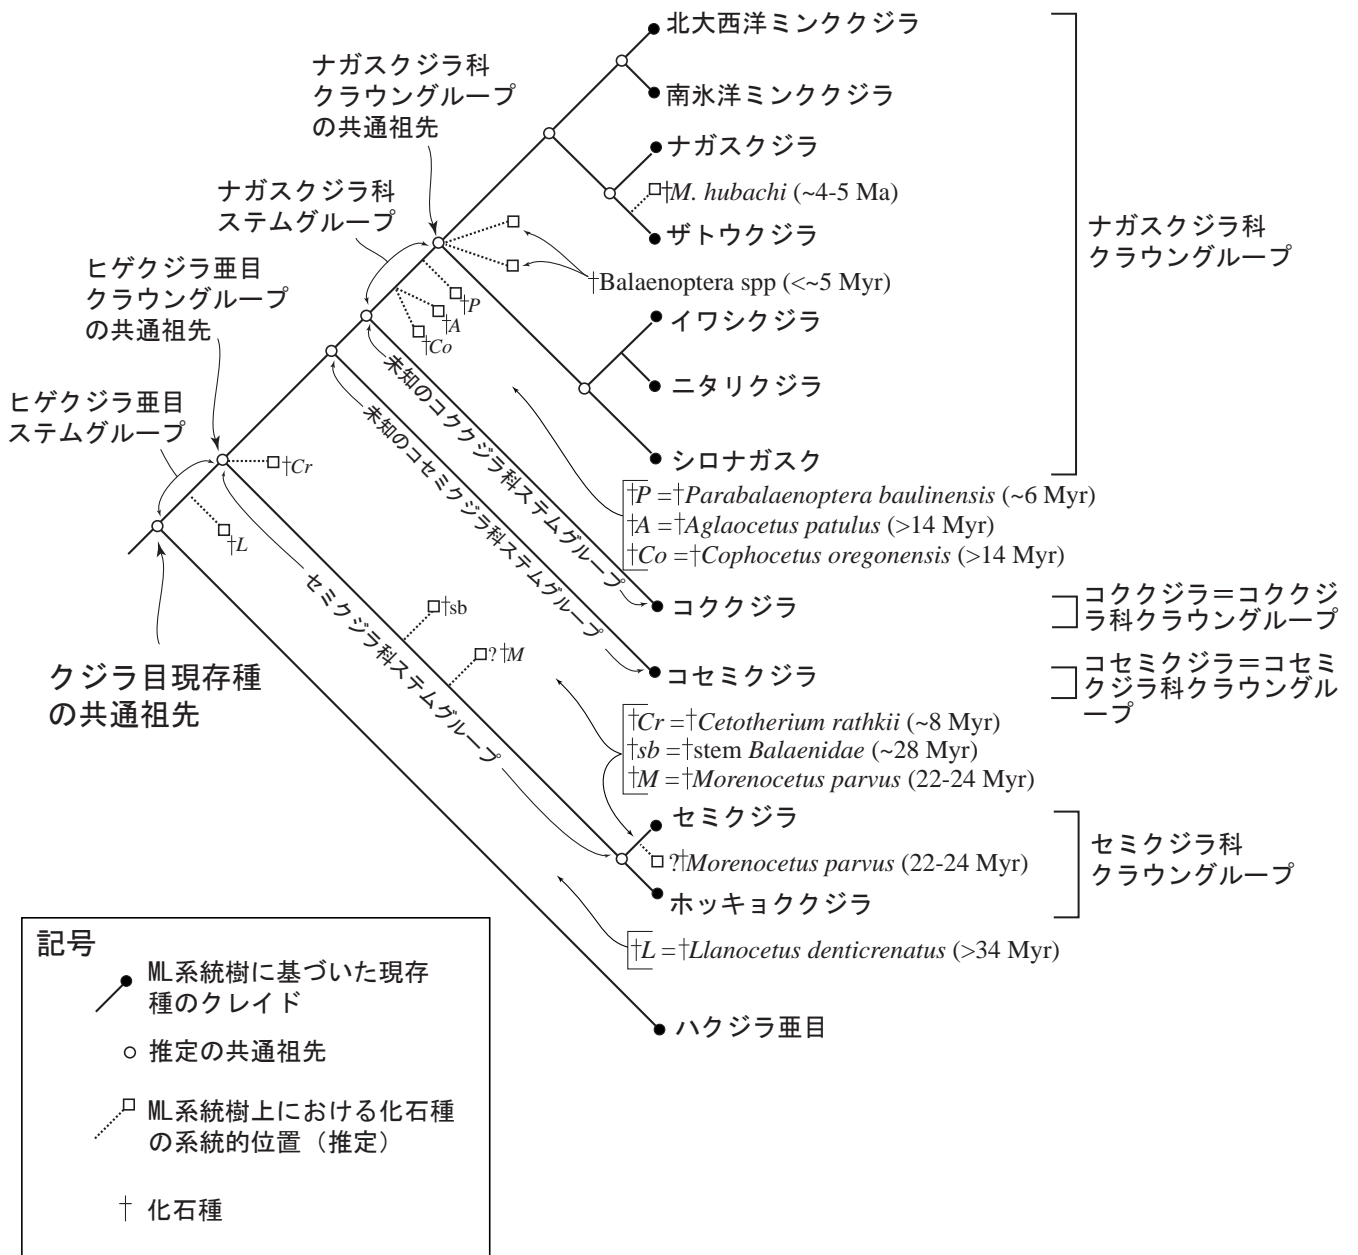 北大西洋ミンククジラ
南氷洋ミンククジラ
ナガスクジラ
†M. hubachi (~4-5 Ma)
ザトウクジラ
†Balaenoptera spp (<~5 Myr)
イワシクジラ
ニタリクジラ
シロナガスク
ナガスクジラ科
クラウングループ
ナガスクジラ科
クラウングループ
の共通祖先
ナガスクジラ科
ステムグループ
ヒゲクジラ亜目
クラウングループ
の共通祖先
ヒゲクジラ亜目
ステムグループ
クジラ目現存種
の共通祖先
†P
†A
†Co
†Cr
†L
†sb
?†M
未知のコククジラ科ステムグループ
未知のコセミクジラ科ステムグループ
セミクジラ科ステムグループ
†P =†Parabalaenoptera baulinensis (~6 Myr)
†A =†Aglaocetus patulus (>14 Myr)
†Co =†Cophocetus oregonensis (>14 Myr)
コククジラ
コククジラ=コククジ
ラ科クラウングループ
コセミクジラ
コセミクジラ=コセミ
クジラ科クラウングル
ープ
†Cr =†Cetotherium rathkii (~8 Myr)
†sb =†stem Balaenidae (~28 Myr)
†M =†Morenocetus parvus (22-24 Myr)
セミクジラ
?†Morenocetus parvus (22-24 Myr)
ホッキョククジラ
セミクジラ科
クラウングループ
†L =†Llanocetus denticrenatus (>34 Myr)
ハクジラ亜目
記号
ML系統樹に基づいた現存
種のクレイド
推定の共通祖先
ML系統樹上における化石種
の系統的位置（推定）
† 化石種